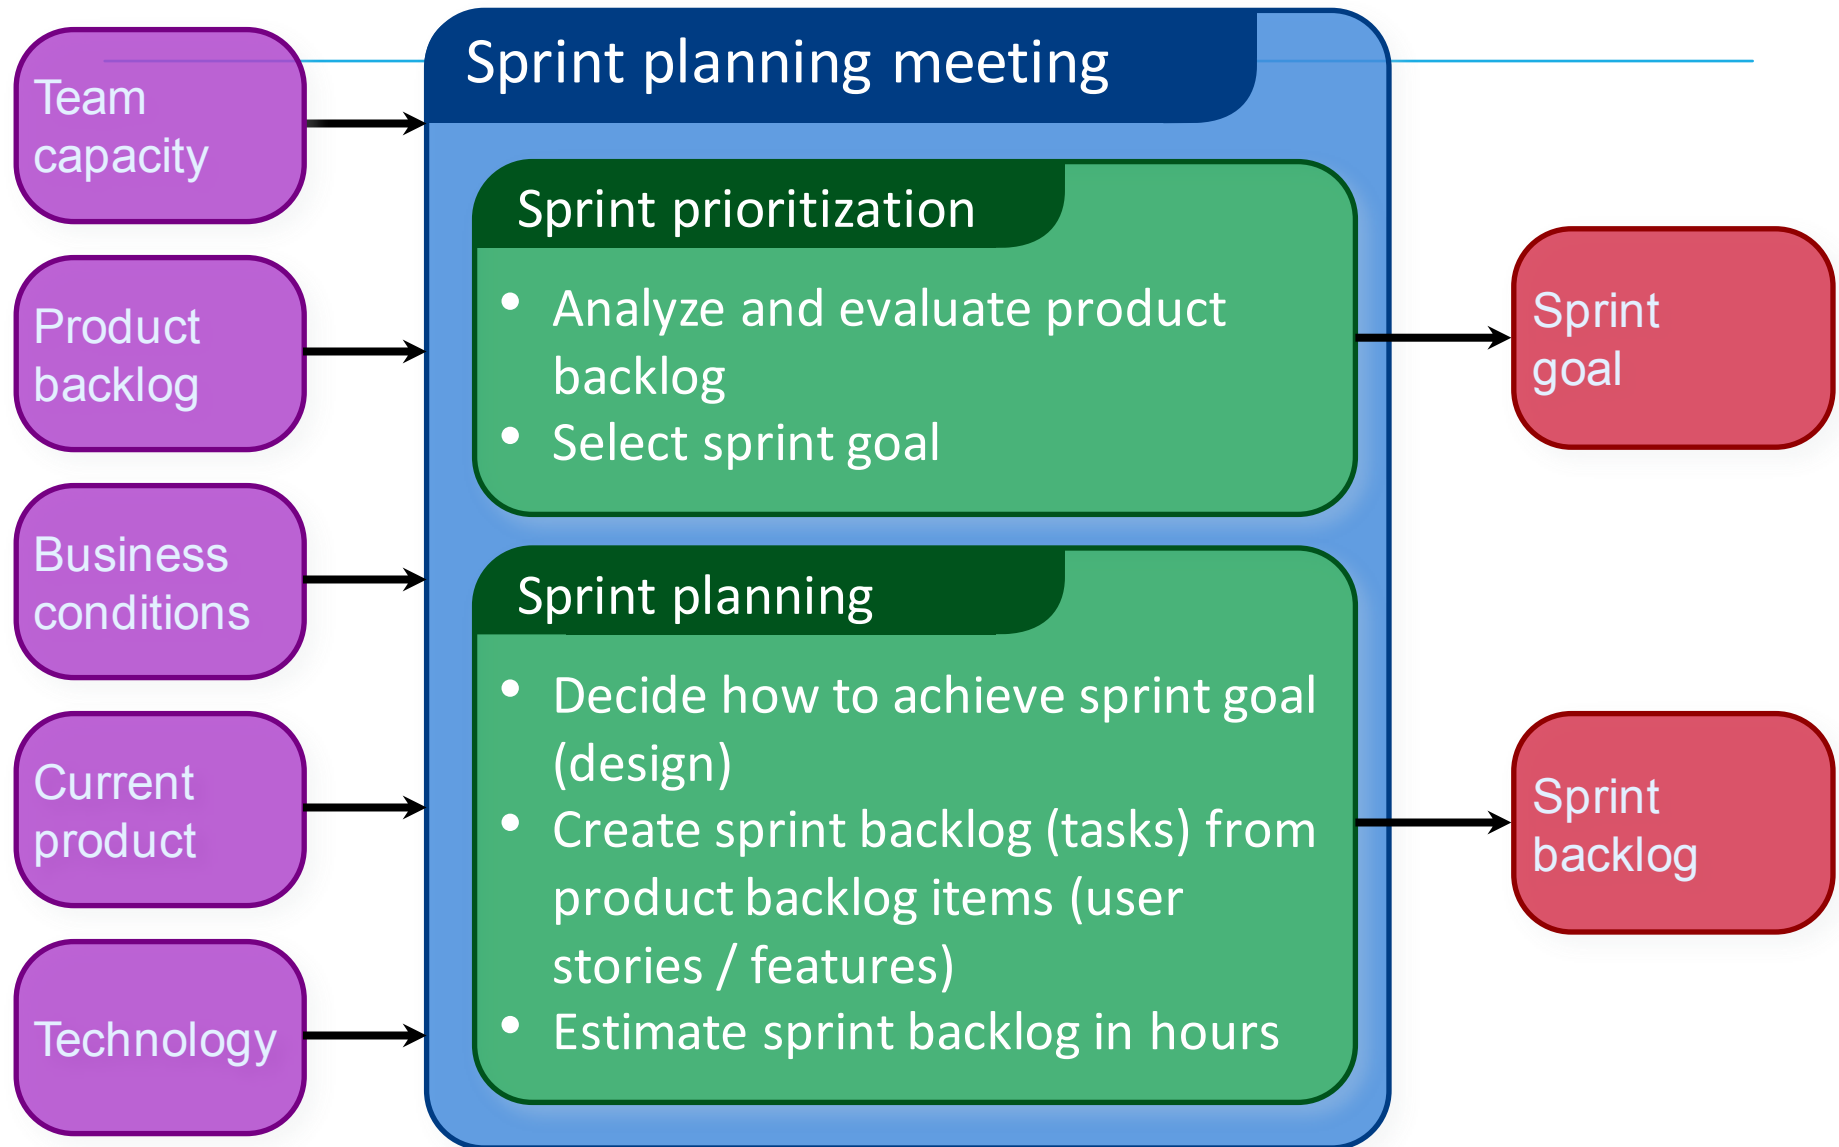 Team
capacity
Product
backlog
Business
conditions
Current
product
Technology
Sprint planning meeting
Sprint prioritization
• Analyze and evaluate product
backlog
• Select sprint goal
Sprint planning
• Decide how to achieve sprint goal
(design)
• Create sprint backlog (tasks) from
product backlog items (user
stories / features)
• Estimate sprint backlog in hours
Sprint
goal
Sprint
backlog